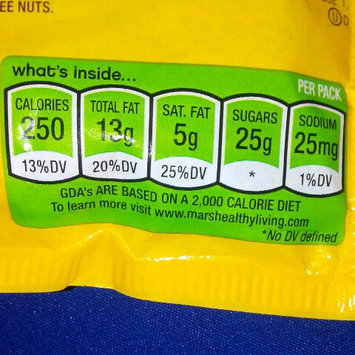 EE NUTS.
what's inside...
PER PACK
CALORIES TOTAL FAT SAT. FAT SUGARS SODIUM
250 13g 5g 25g 25mg
13%DV 20%DV 25%DV * 1%DV
GDA's ARE BASED ON A 2,000 CALORIE DIET
To learn more visit www.marshealthyliving.com
*No DV defined